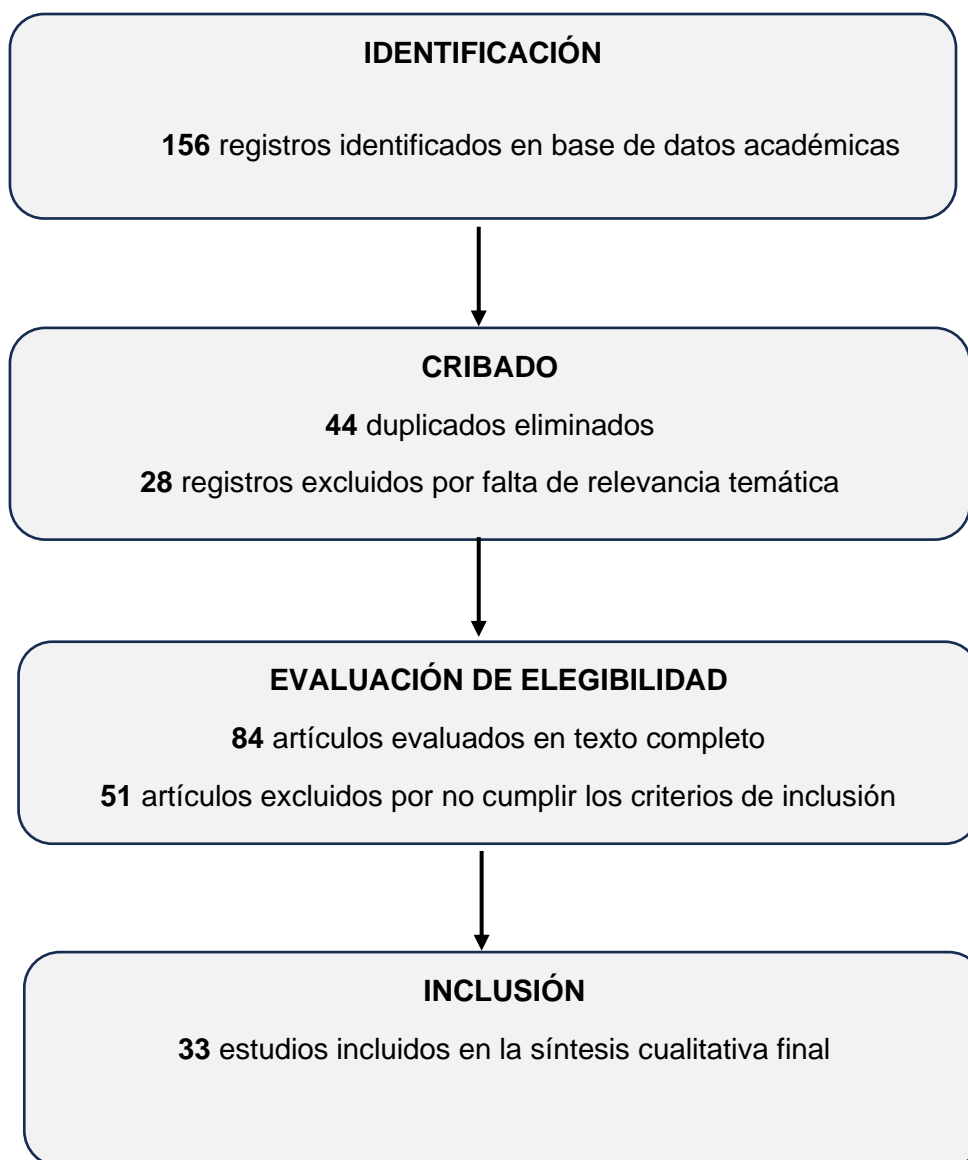 IDENTIFICACIÓN
156 registros identificados en base de datos académicas
CRIBADO
44 duplicados eliminados
28 registros excluidos por falta de relevancia temática
EVALUACIÓN DE ELEGIBILIDAD
84 artículos evaluados en texto completo
51 artículos excluidos por no cumplir los criterios de inclusión
INCLUSIÓN
33 estudios incluidos en la síntesis cualitativa final